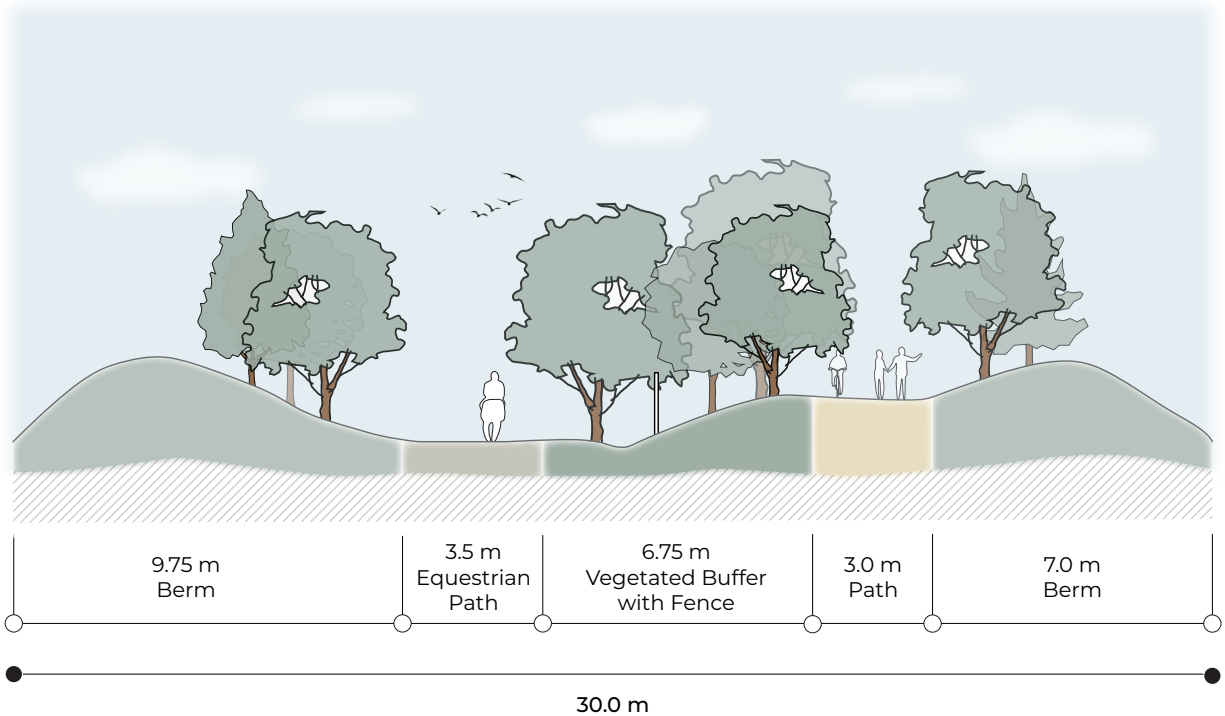 9.75 m
Berm
3.5 m
Equestrian
Path
6.75 m
Vegetated Buffer
with Fence
3.0 m
Path
7.0 m
Berm
30.0 m